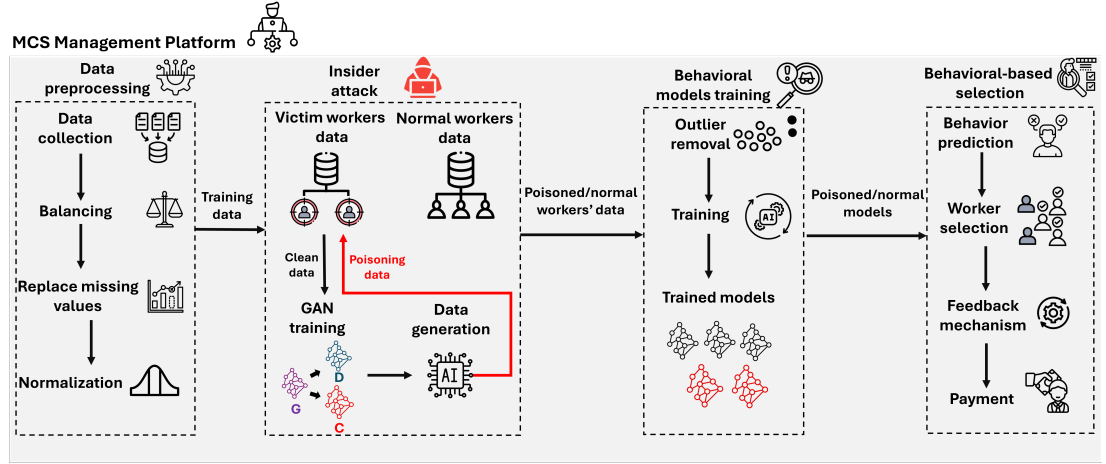 MCS Management Platform
Data
preprocessing
Data
collection
Balancing
Replace missing
values
Normalization
Training
data
Insider
attack
Victim workers
data
Normal workers
data
Clean
data
Poisoning
data
GAN
training
Data
generation
D
G
C
AI
Poisoned/normal
workers' data
Behavioral
models training
Outlier
removal
Training
AI
Trained models
Poisoned/normal
models
Behavioral-based
selection
Behavior
prediction
Worker
selection
Feedback
mechanism
Payment